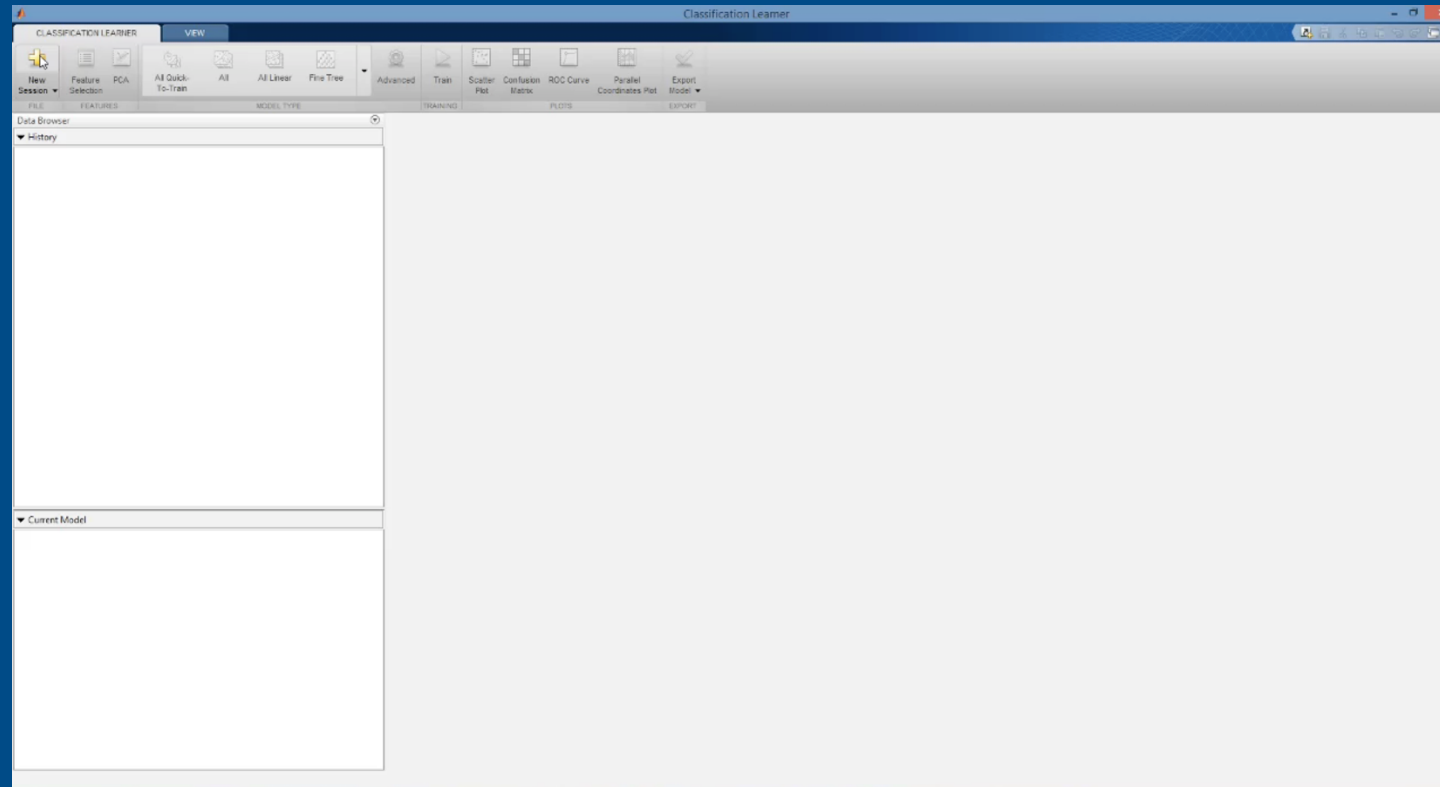 Classification Learner
CLASSIFICATION LEARNER
VIEW
New Session
Feature Selection
PCA
All Quick-To-Train
All
All Linear
Fine Tree
Advanced
Train
Scatter Plot
Confusion Matrix
ROC Curve
Parallel Coordinates Plot
Export Model
FILE
FEATURES
MODEL TYPE
TRAINING
PLOTS
EXPORT
Data Browser
History
Current Model